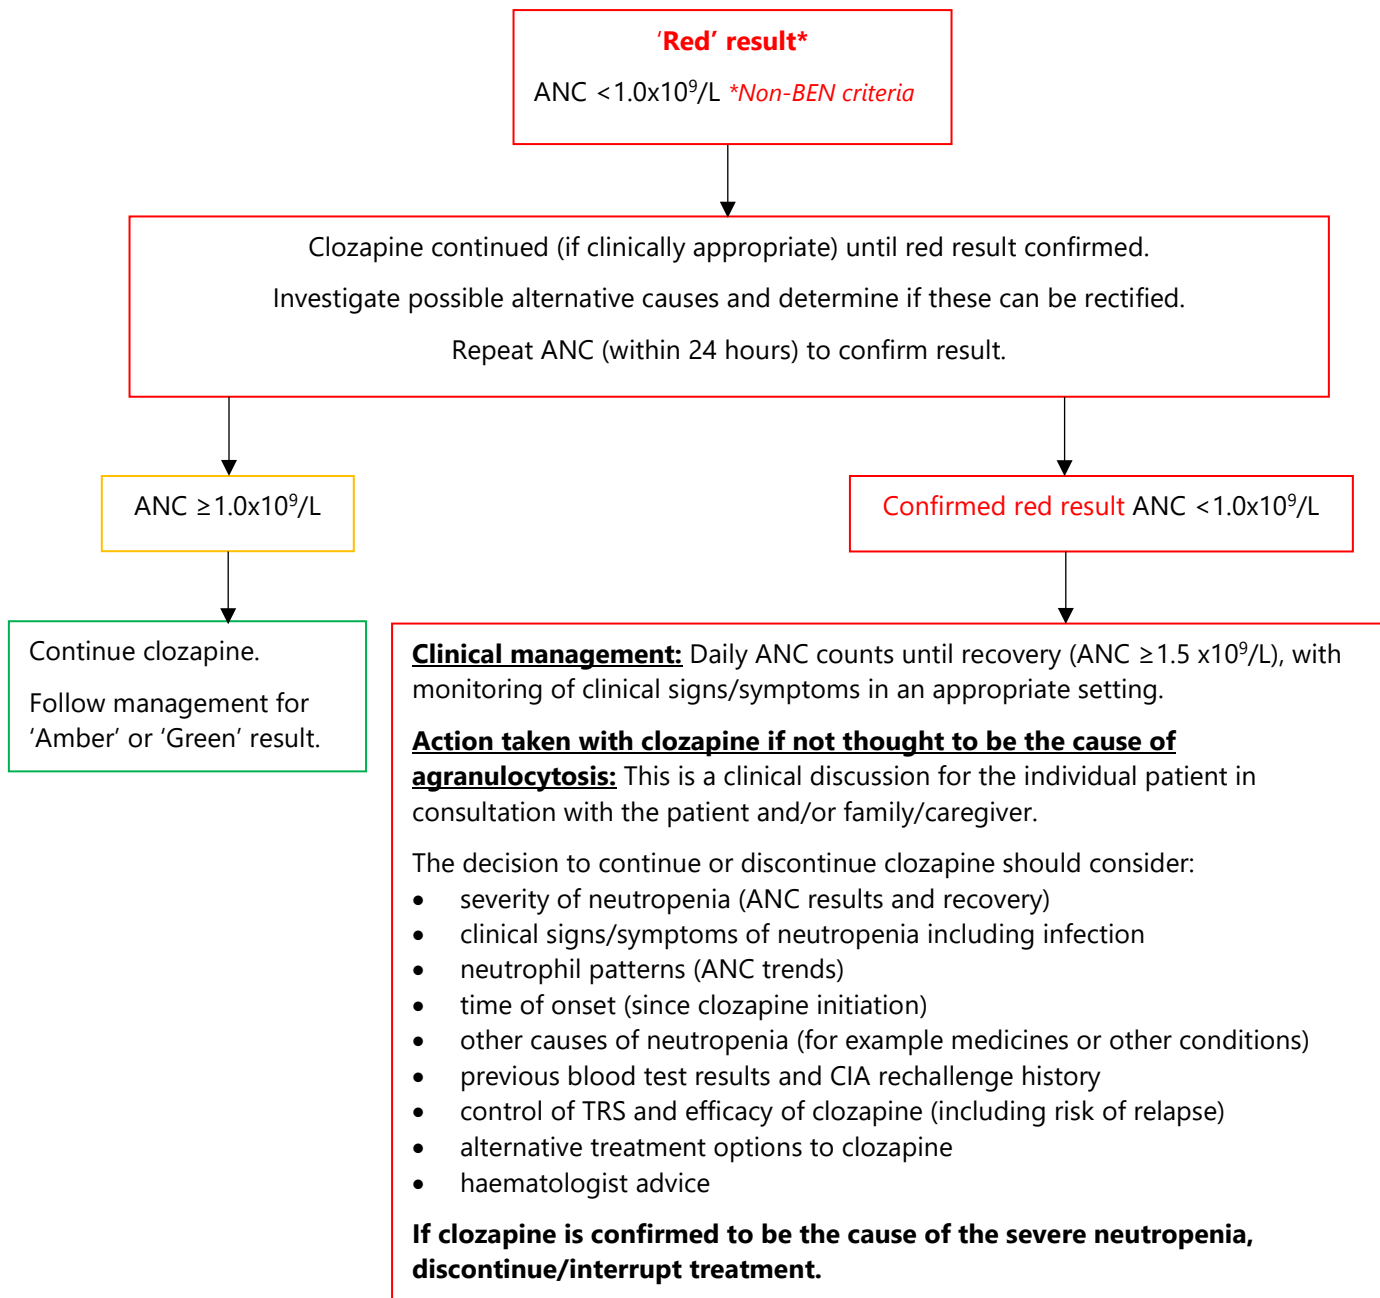 ‘Red’ result*
ANC <1.0x10⁹/L *Non-BEN criteria
Clozapine continued (if clinically appropriate) until red result confirmed.
Investigate possible alternative causes and determine if these can be rectified.
Repeat ANC (within 24 hours) to confirm result.
ANC ≥1.0x10⁹/L
Confirmed red result ANC <1.0x10⁹/L
Continue clozapine.
Follow management for
‘Amber’ or ‘Green’ result.
Clinical management: Daily ANC counts until recovery (ANC ≥1.5 x10⁹/L), with
monitoring of clinical signs/symptoms in an appropriate setting.
Action taken with clozapine if not thought to be the cause of
agranulocytosis: This is a clinical discussion for the individual patient in
consultation with the patient and/or family/caregiver.
The decision to continue or discontinue clozapine should consider:
• severity of neutropenia (ANC results and recovery)
• clinical signs/symptoms of neutropenia including infection
• neutrophil patterns (ANC trends)
• time of onset (since clozapine initiation)
• other causes of neutropenia (for example medicines or other conditions)
• previous blood test results and CIA rechallenge history
• control of TRS and efficacy of clozapine (including risk of relapse)
• alternative treatment options to clozapine
• haematologist advice
If clozapine is confirmed to be the cause of the severe neutropenia,
discontinue/interrupt treatment.